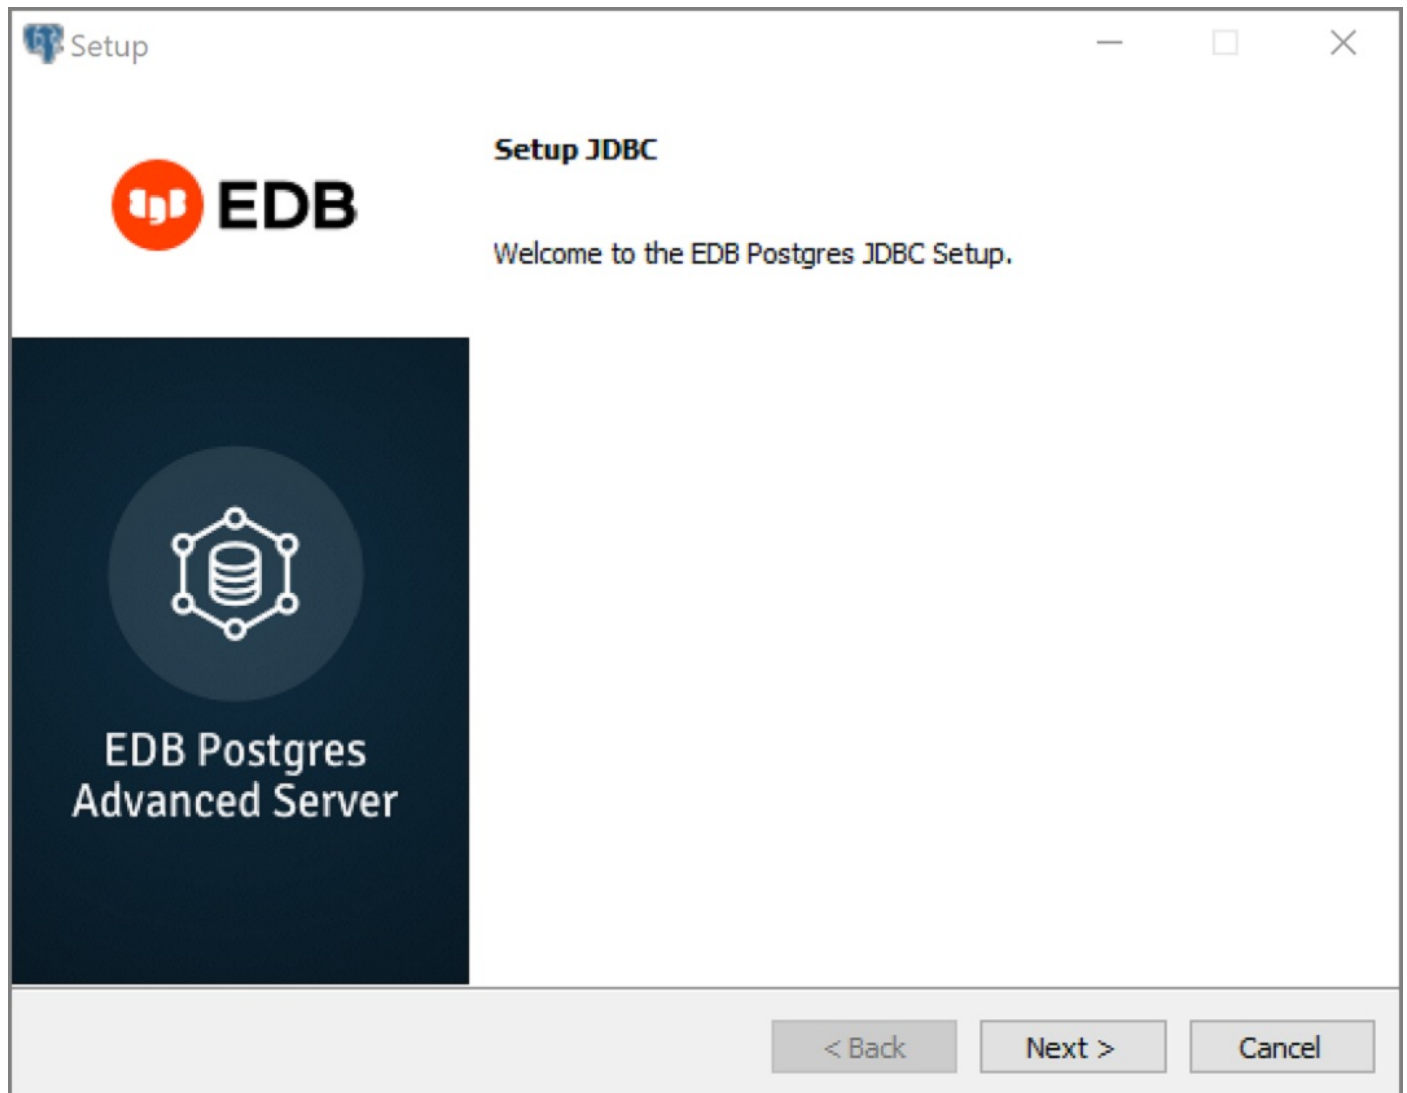 Setup
EDB
Setup JDBC
Welcome to the EDB Postgres JDBC Setup.
EDB Postgres
Advanced Server
< Back
Next >
Cancel